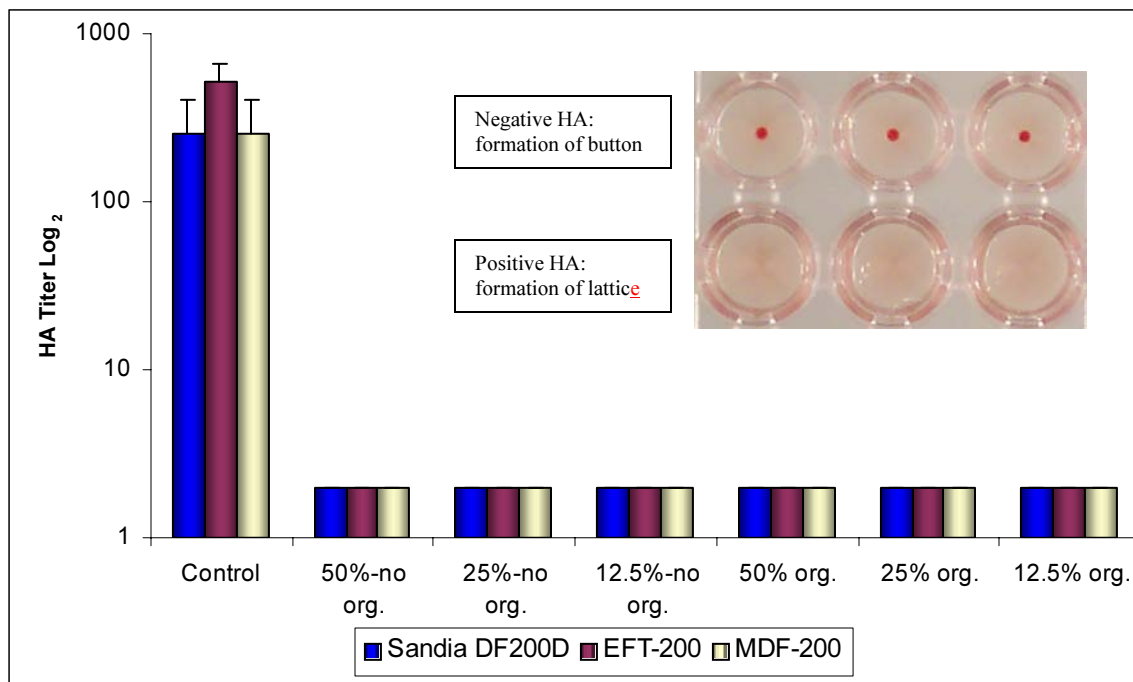 1000
100
10
1
HA Titer Log 2
Negative HA:
formation of button
Positive HA:
formation of lattice
Control
50%-no
org.
25%-no
org.
12.5%-no
org.
50% org.
25% org.
12.5% org.
Sandia DF200D
EFT-200
MDF-200